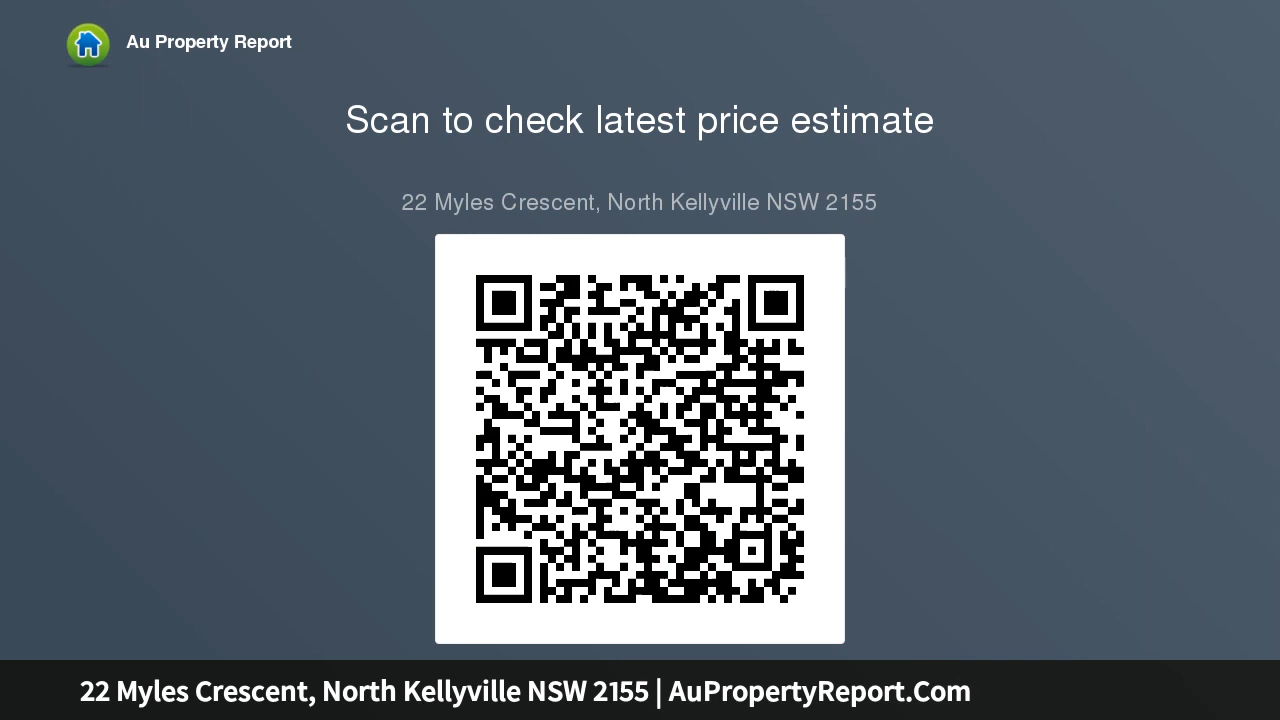 Au Property Report
Scan to check latest price estimate
22 Myles Crescent, North Kellyville NSW 2155
22 Myles Crescent, North Kellyville NSW 2155 | AuPropertyReport.Com